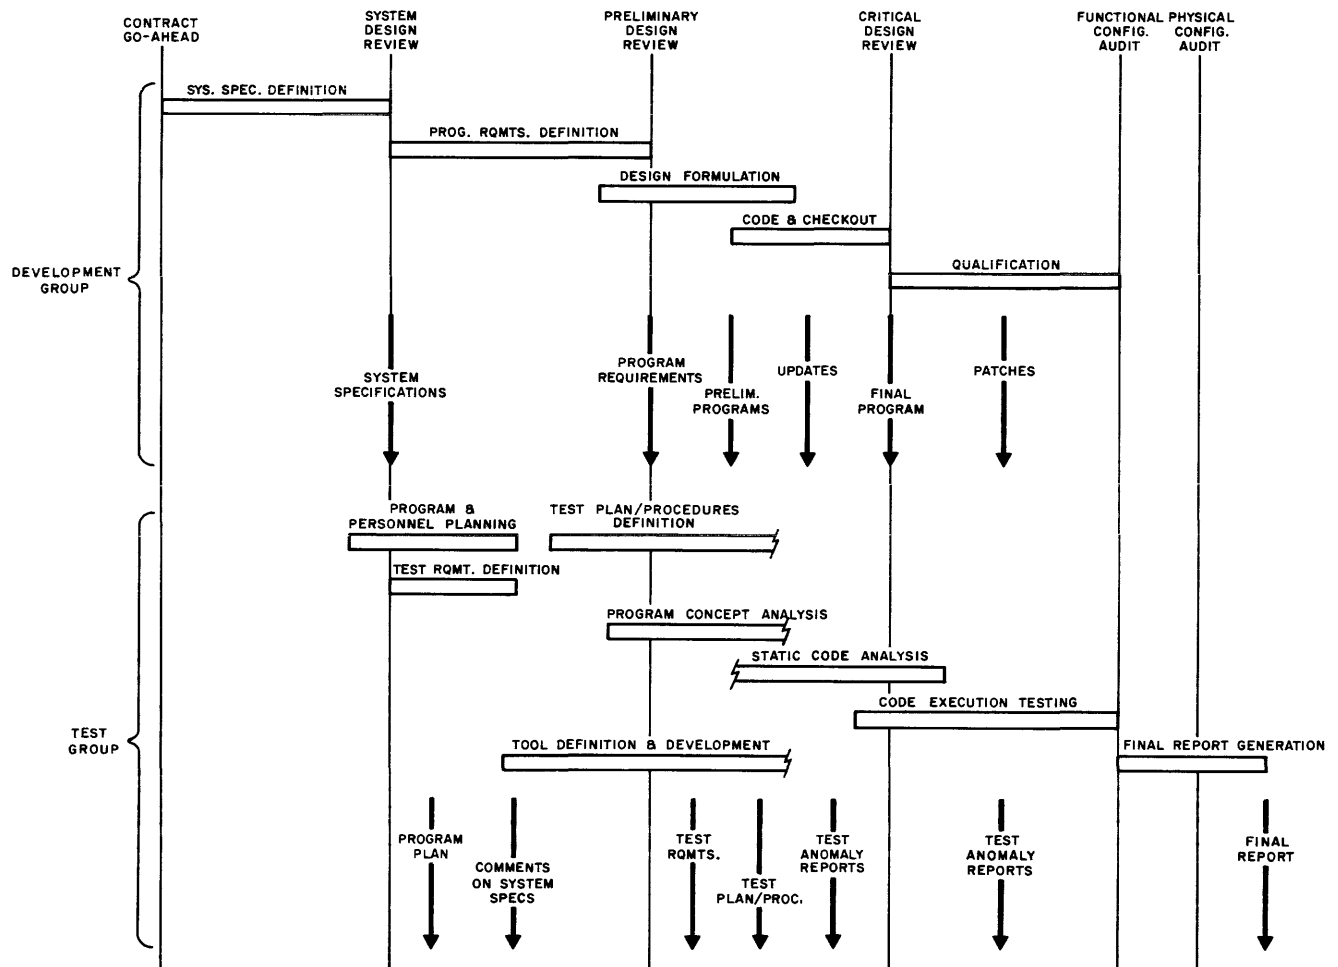 CONTRACT
GO-AHEAD
SYSTEM
DESIGN
REVIEW
PRELIMINARY
DESIGN
REVIEW
CRITICAL
DESIGN
REVIEW
FUNCTIONAL
CONFIG.
AUDIT
PHYSICAL
CONFIG.
AUDIT
SYS. SPEC. DEFINITION
PROG. RQMTS. DEFINITION
DESIGN FORMULATION
CODE & CHECKOUT
QUALIFICATION
DEVELOPMENT
GROUP
SYSTEM
SPECIFICATIONS
PROGRAM
REQUIREMENTS
PRELIM.
PROGRAMS
UPDATES
FINAL
PROGRAM
PATCHES
PROGRAM &
PERSONNEL PLANNING
TEST PLAN/PROCEDURES
DEFINITION
TEST RQMT. DEFINITION
PROGRAM CONCEPT ANALYSIS
STATIC CODE ANALYSIS
CODE EXECUTION TESTING
TEST
GROUP
TOOL DEFINITION & DEVELOPMENT
FINAL REPORT GENERATION
PROGRAM
PLAN
COMMENTS
ON SYSTEM
SPECS
TEST
RQMTS.
TEST
PLAN/PROC.
TEST
ANOMALY
REPORTS
TEST
ANOMALY
REPORTS
FINAL
REPORT